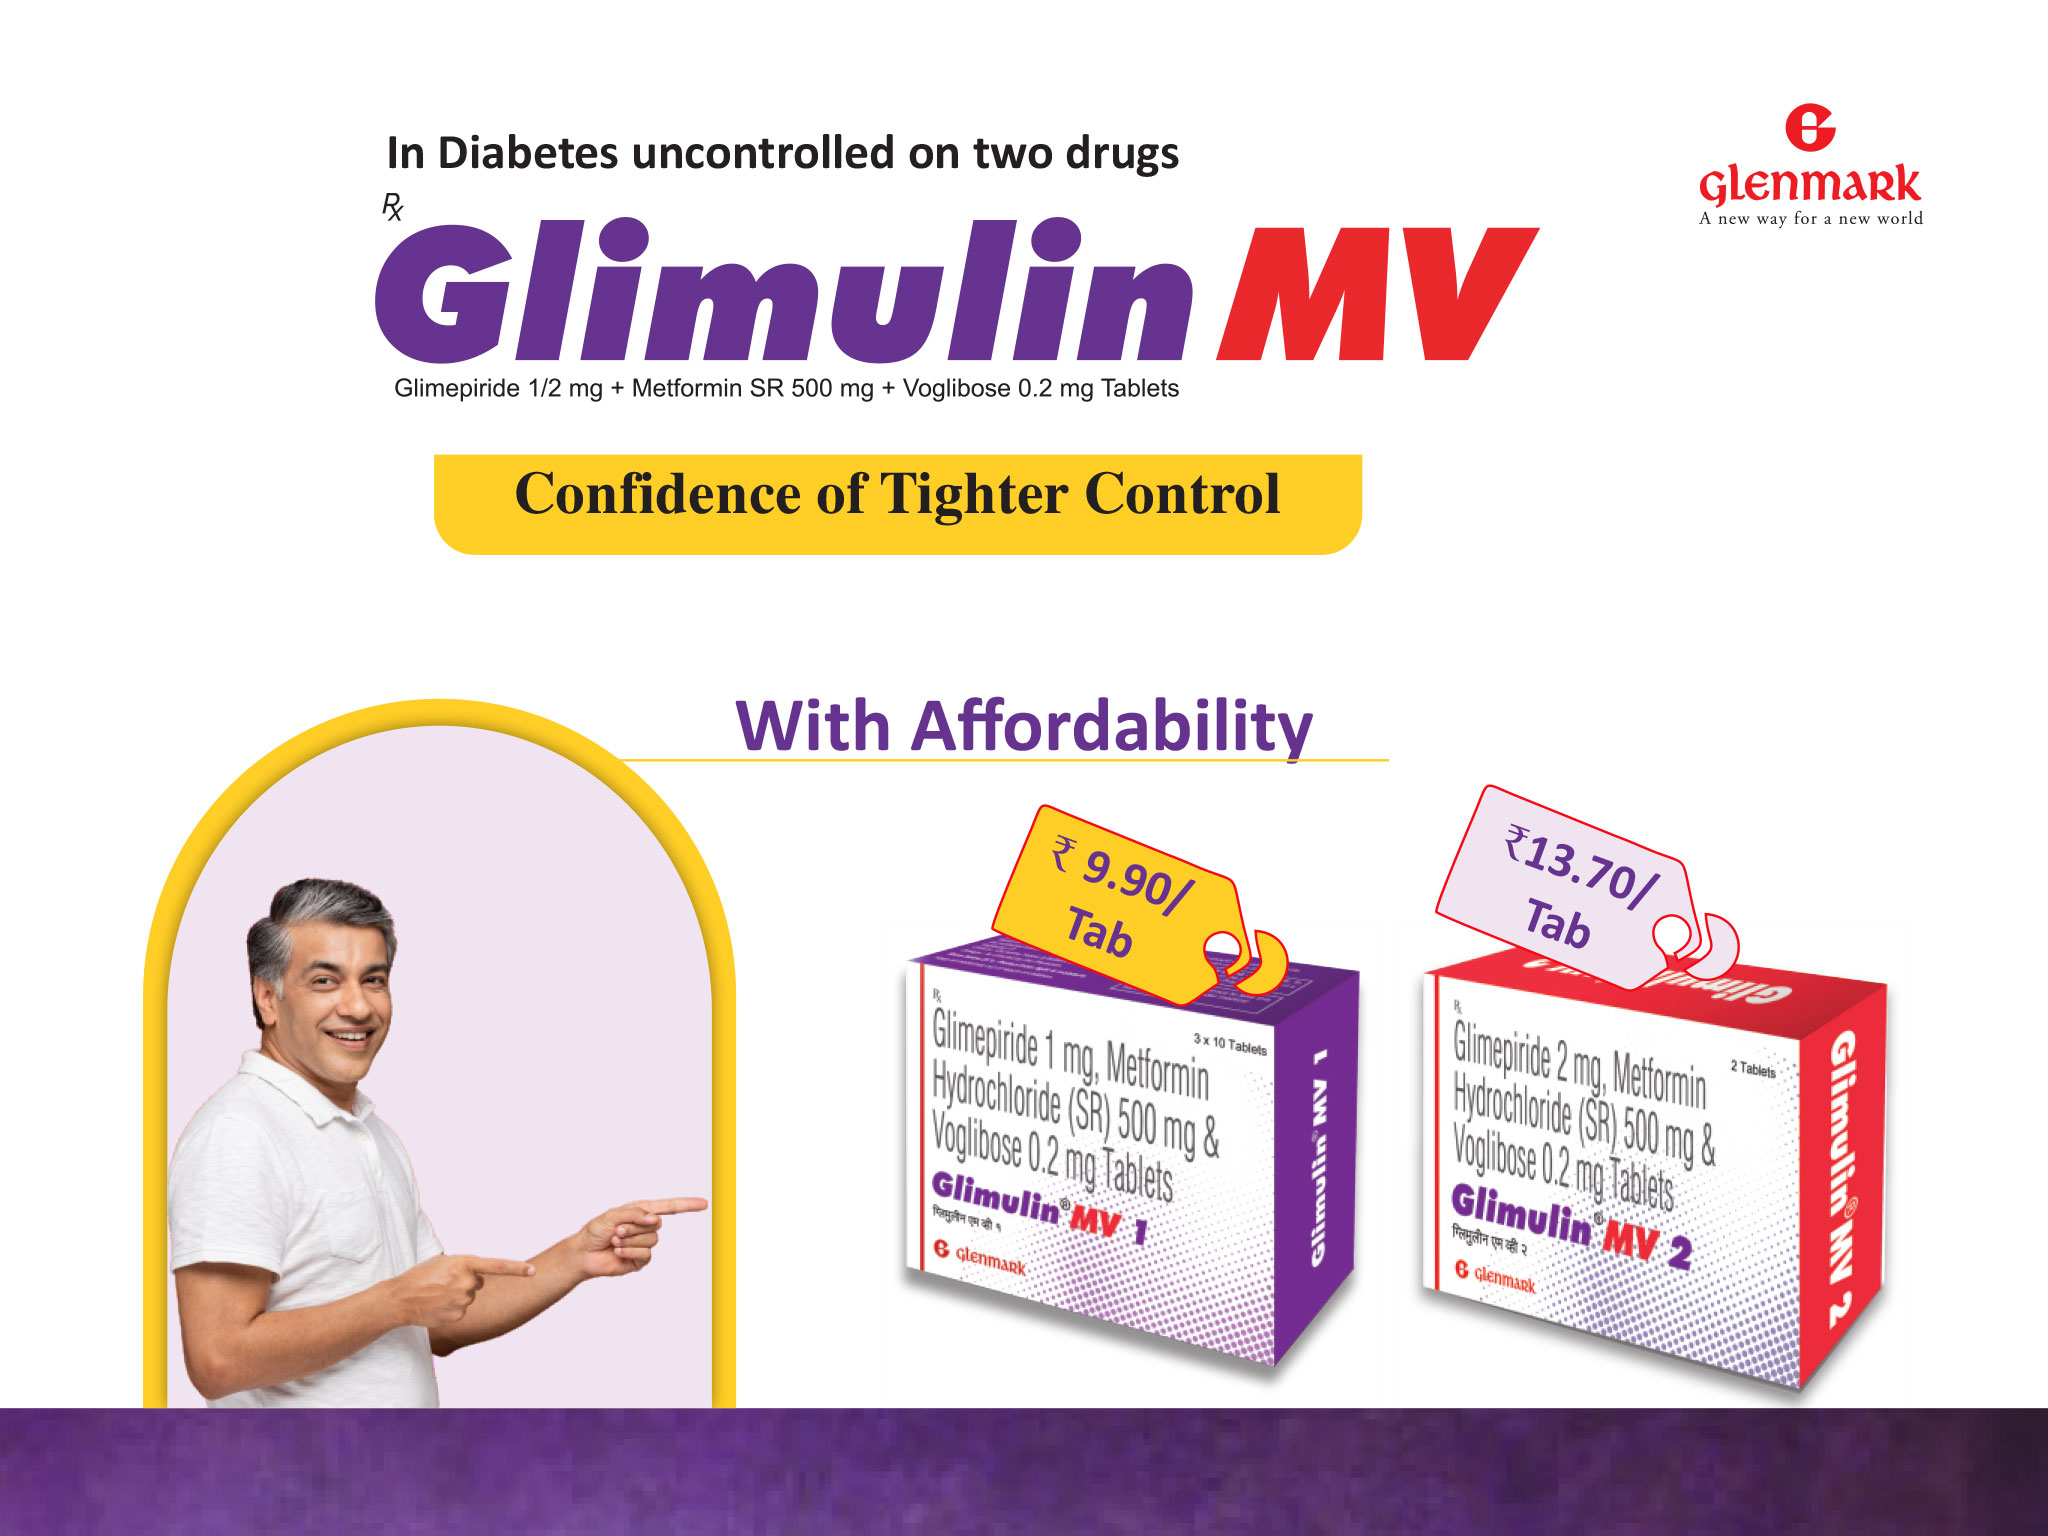 In Diabetes uncontrolled on two drugs
Rx
Glimulin MV
Glimepiride 1/2 mg + Metformin SR 500 mg + Voglibose 0.2 mg Tablets
glenmark
A new way for a new world
Confidence of Tighter Control
With Affordability
₹ 9.90/
Tab
₹13.70/
Tab
Rx
Glimepiride 1 mg, Metformin
Hydrochloride (SR) 500 mg &
Voglibose 0.2 mg Tablets
3 x 10 Tablets
Glimulin® MV 1
ग्लिमुलीन एम व्ही १
glenmark
Glimulin® MV 1
Rx
Glimepiride 2 mg, Metformin
Hydrochloride (SR) 500 mg &
Voglibose 0.2 mg Tablets
2 Tablets
Glimulin® MV 2
ग्लिमुलीन एम व्ही २
glenmark
Glimulin® MV 2